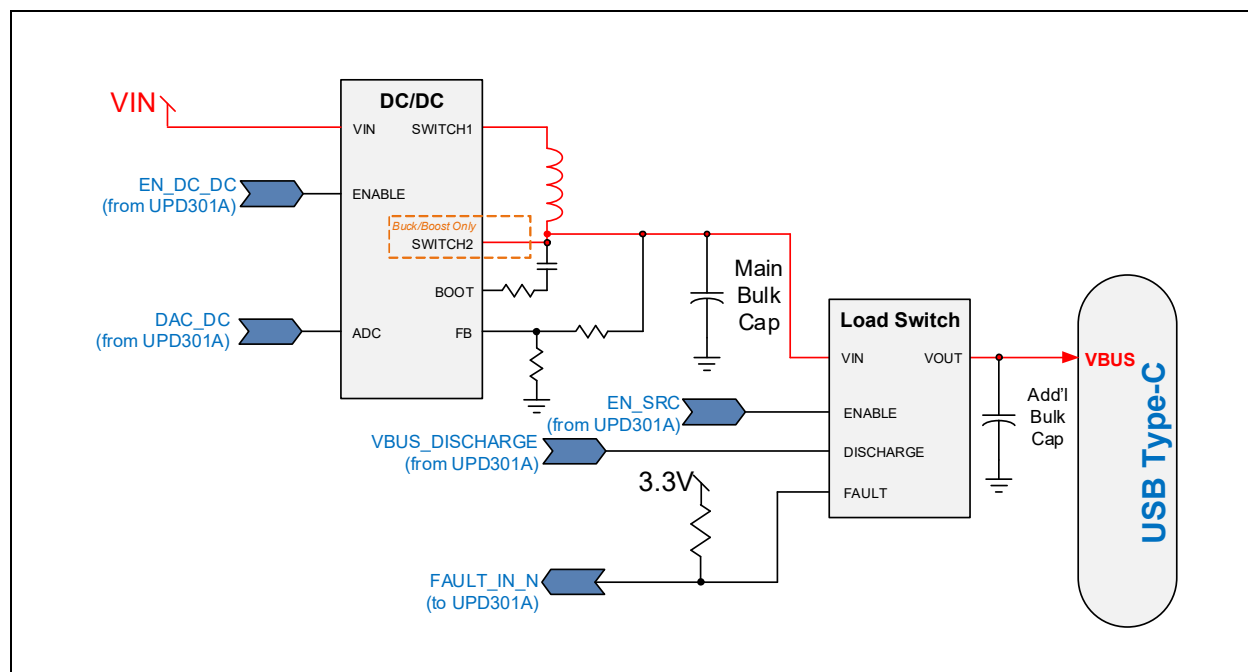 DC/DC
VIN
VIN
SWITCH1
EN_DC_DC
(from UPD301A)
ENABLE
Buck/Boost Only
SWITCH2
BOOT
DAC_DC
(from UPD301A)
ADC
FB
Main
Bulk
Cap
Load Switch
VIN
VOUT
VBUS
Add'l
Bulk
Cap
EN_SRC
(from UPD301A)
ENABLE
VBUS_DISCHARGE
(from UPD301A)
DISCHARGE
3.3V
FAULT
FAULT_IN_N
(to UPD301A)
USB Type-C